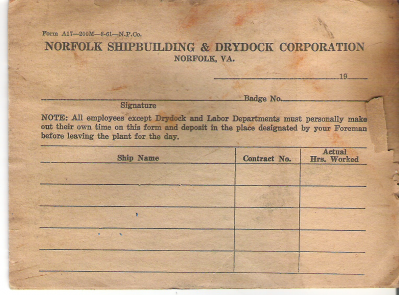 Form A17—200M—6-61—N.P.Co.
NORFOLK SHIPBUILDING & DRYDOCK CORPORATION
NORFOLK, VA.
19
Badge No.
Signature
NOTE: All employees except Drydock and Labor Departments must personally make
out their own time on this form and deposit in the place designated by your Foreman
before leaving the plant for the day.
Ship Name Contract No. Actual Hrs. Worked